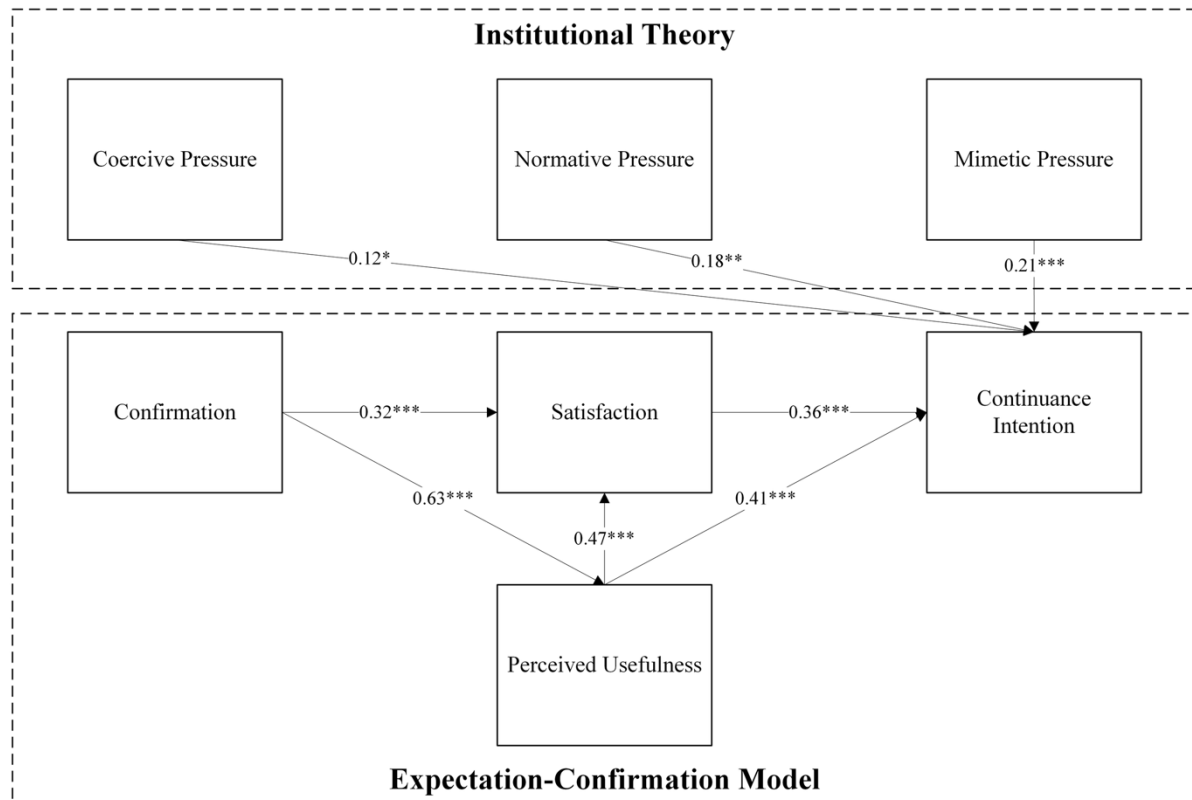 Institutional Theory
Coercive Pressure
Normative Pressure
Mimetic Pressure
0.12*
0.18**
0.21***
Confirmation
0.32***
Satisfaction
0.36***
Continuance
Intention
0.63***
0.41***
0.47***
Perceived Usefulness
Expectation-Confirmation Model